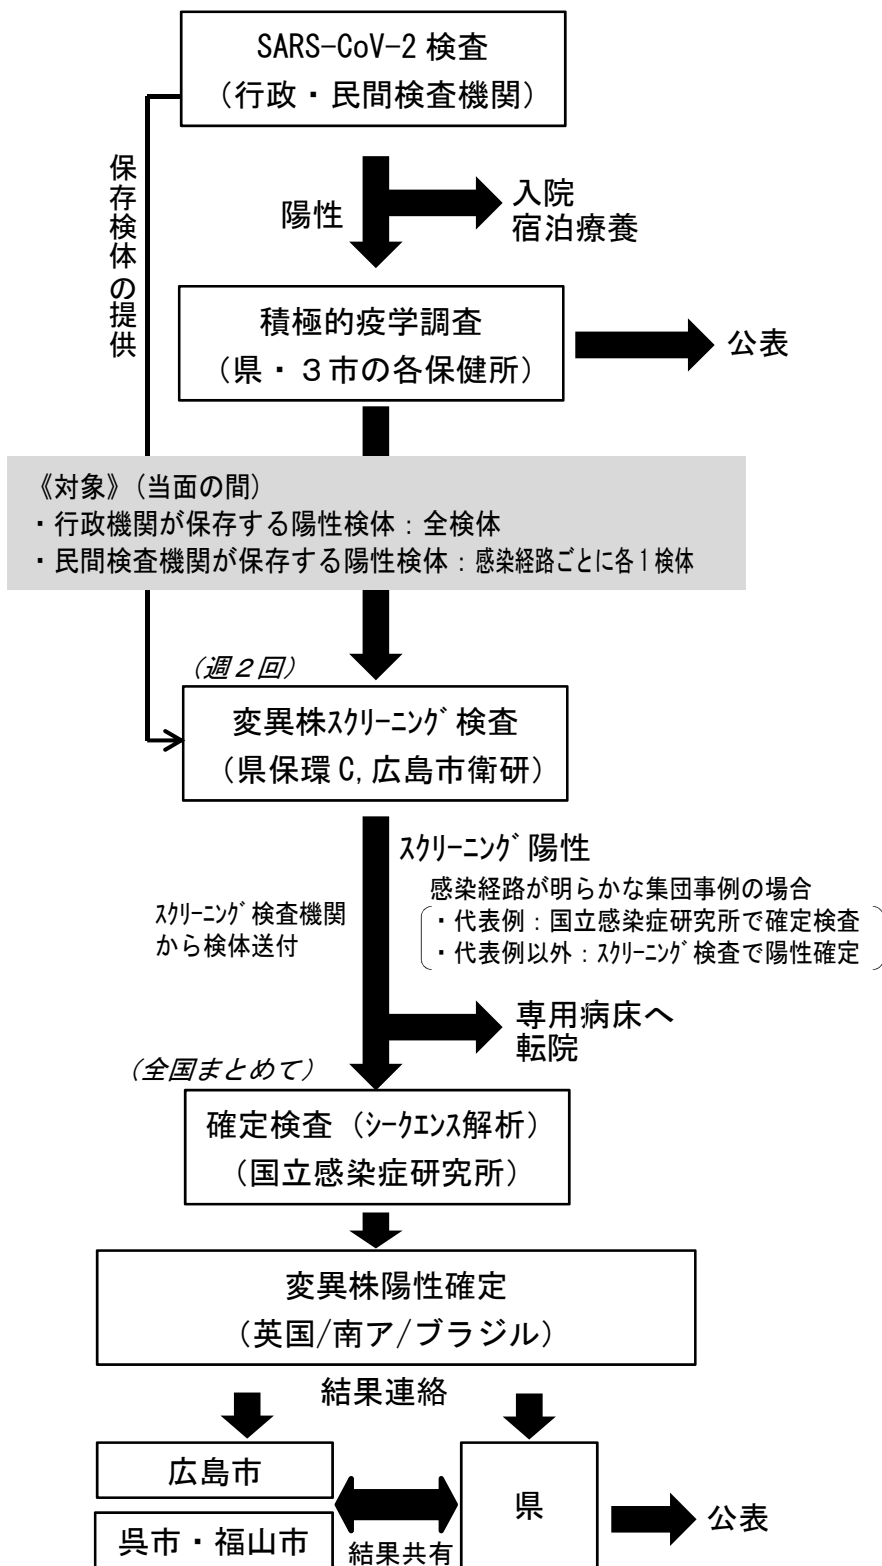 SARS-CoV-2 検査
（行政・民間検査機関）
保存検体の提供
陽性
入院
宿泊療養
積極的疫学調査
（県・３市の各保健所）
公表
《対象》（当面の間）
・行政機関が保存する陽性検体：全検体
・民間検査機関が保存する陽性検体：感染経路ごとに各１検体
（週２回）
変異株ｽｸﾘｰﾆﾝｸﾞ検査
（県保環Ｃ,広島市衛研）
ｽｸﾘｰﾆﾝｸﾞ陽性
感染経路が明らかな集団事例の場合
・代表例：国立感染症研究所で確定検査
・代表例以外：ｽｸﾘｰﾆﾝｸﾞ検査で陽性確定
ｽｸﾘｰﾆﾝｸﾞ検査機関
から検体送付
専用病床へ
転院
（全国まとめて）
確定検査（ｼｰｸｴﾝｽ解析）
（国立感染症研究所）
変異株陽性確定
（英国/南ア/ブラジル）
結果連絡
広島市
県
公表
呉市・福山市
結果共有